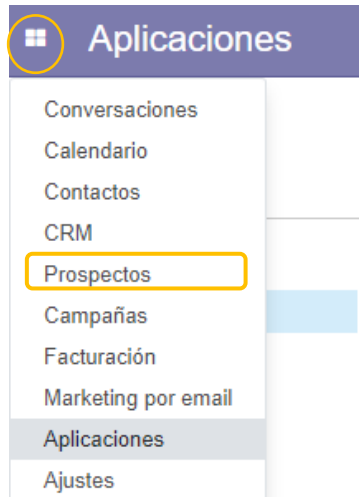 Aplicaciones
Conversaciones
Calendario
Contactos
CRM
Prospectos
Campañas
Facturación
Marketing por email
Aplicaciones
Ajustes